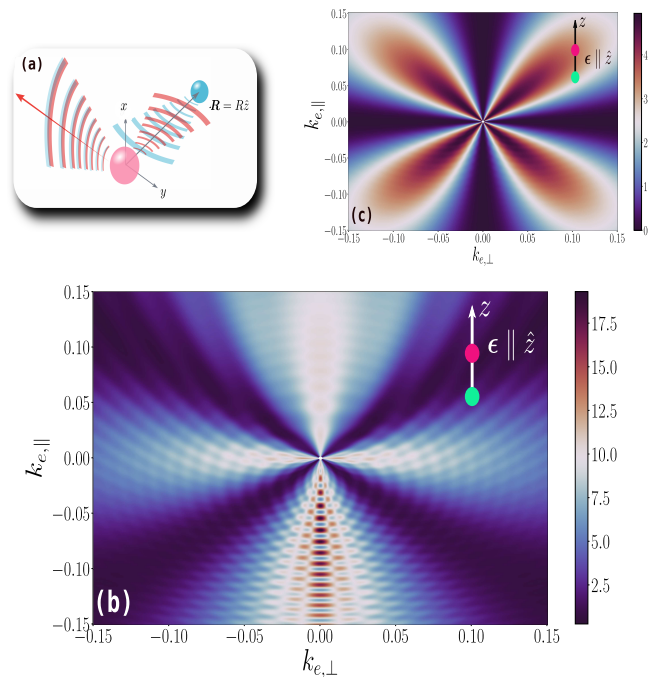 (a)
x
R = Rẑ
y
0.15
0.10
0.05
0.00
−0.05
−0.10
−0.15
k_{e,∥}
z
ϵ ∥ ẑ
(c)
−0.15 −0.10 −0.05 0.00 0.05 0.10 0.15
k_{e,⊥}
4
3
2
1
0
0.15
0.10
0.05
0.00
−0.05
−0.10
−0.15
k_{e,∥}
z
ϵ ∥ ẑ
(b)
−0.15 −0.10 −0.05 0.00 0.05 0.10 0.15
k_{e,⊥}
17.5
15.0
12.5
10.0
7.5
5.0
2.5